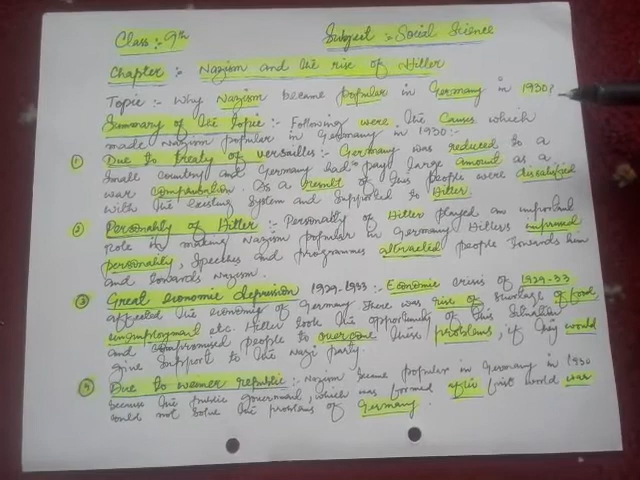 Class :- 9th Subject :- Social Science
Chapter :- Nazism and the rise of Hitler
Topic :- Why Nazism became popular in Germany in 1930?
Summary of the topic :- Following were the causes which
made Nazism popular in Germany in 1930:-
① Due to treaty of versailles :- Germany was reduced to a
small country and Germany had pay large amount as a
war compansation. As a result of this people were dissatisfied
with the existing system and supported to Hitler.
② Personality of Hitler :- Personality of Hitler played an important
role in making Nazism popular in Germany Hitlers
personality, speeches and programmes attracted people towards him
and towards Nazism.
③ Great economic depression 1929-1933 :- Economic crisis of 1929-33
affected the economy of Germany there was rise of shortage of food,
unemployment etc. Hitler took the opportunity of this situation
and people to overcome these problems, if they would
give support to the Nazi party.
④ Due to weimer republic :- Nazism became popular in Germany in 1930
because the public government, which was formed after first world war
could not solve the problems of Germany.